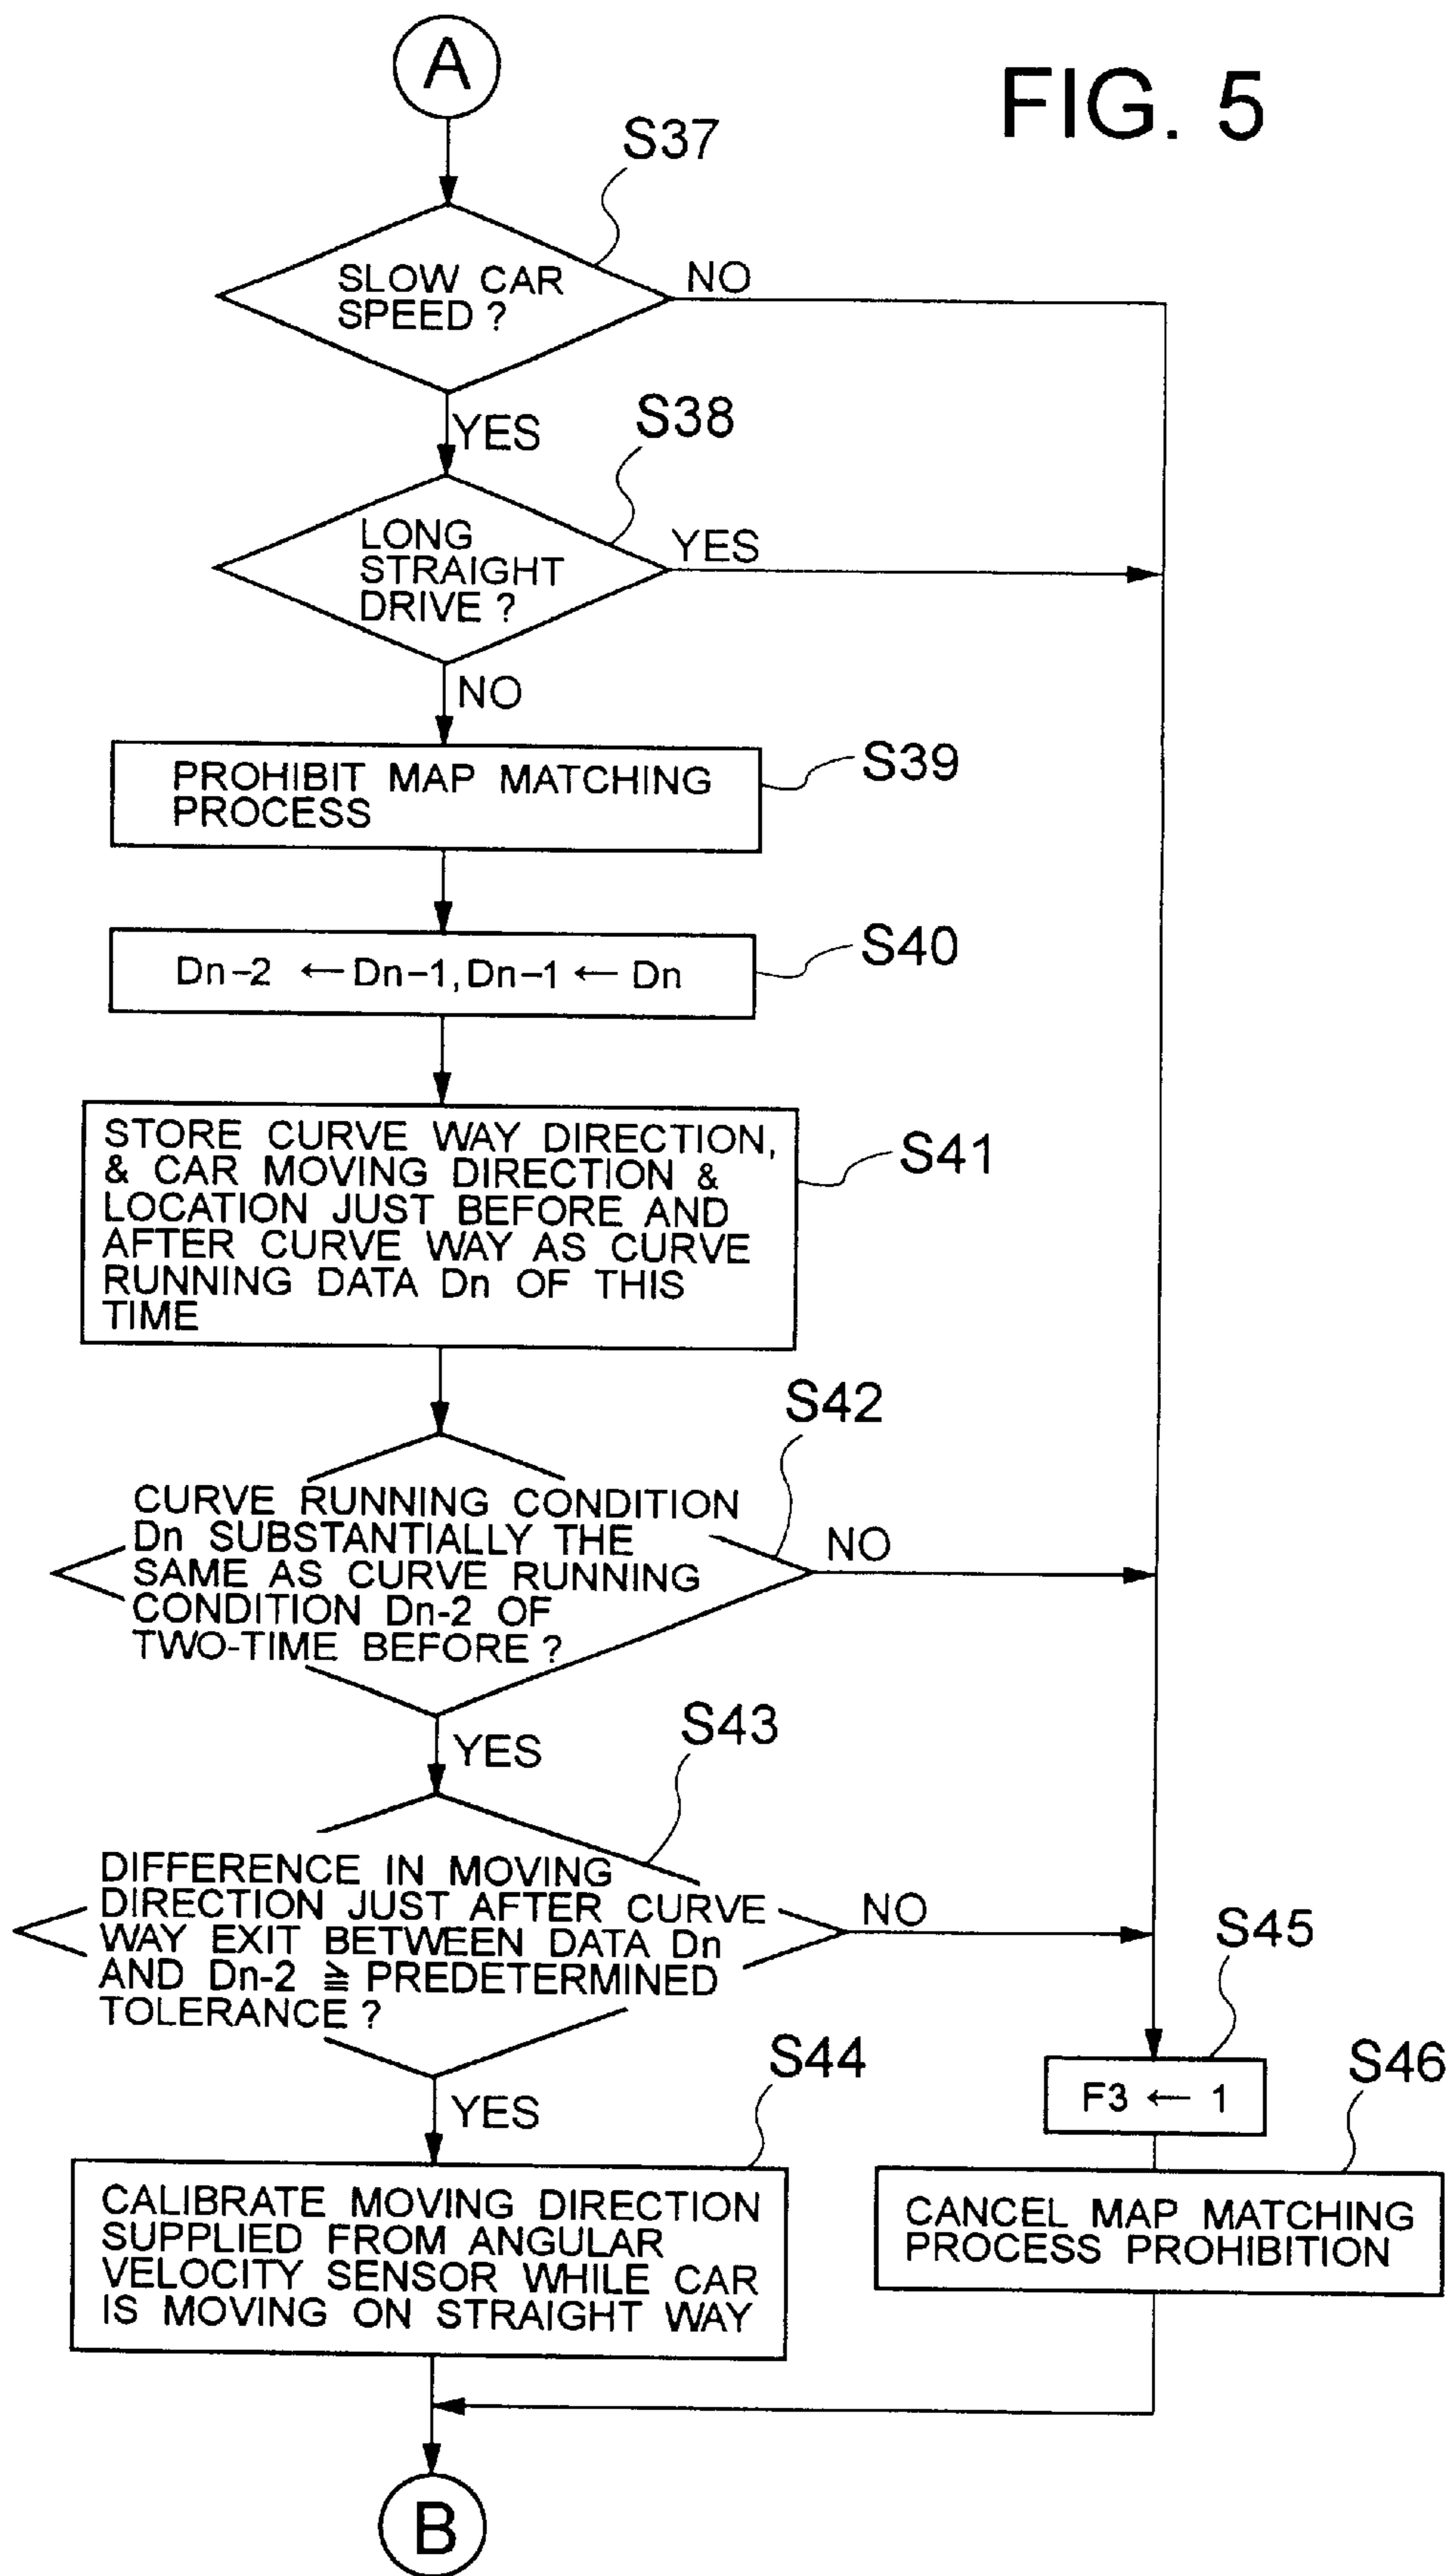 A
FIG. 5
S37
SLOW CAR
SPEED ?
NO
YES
S38
LONG
STRAIGHT
DRIVE ?
YES
NO
PROHIBIT MAP MATCHING
PROCESS
S39
Dn-2 ← Dn-1, Dn-1 ← Dn
S40
STORE CURVE WAY DIRECTION,
& CAR MOVING DIRECTION &
LOCATION JUST BEFORE AND
AFTER CURVE WAY AS CURVE
RUNNING DATA Dn OF THIS
TIME
S41
S42
CURVE RUNNING CONDITION
Dn SUBSTANTIALLY THE
SAME AS CURVE RUNNING
CONDITION Dn-2 OF
TWO-TIME BEFORE ?
NO
YES
S43
DIFFERENCE IN MOVING
DIRECTION JUST AFTER CURVE
WAY EXIT BETWEEN DATA Dn
AND Dn-2 ≧ PREDETERMINED
TOLERANCE ?
NO
YES
S44
CALIBRATE MOVING DIRECTION
SUPPLIED FROM ANGULAR
VELOCITY SENSOR WHILE CAR
IS MOVING ON STRAIGHT WAY
S45
F3 ← 1
S46
CANCEL MAP MATCHING
PROCESS PROHIBITION
B